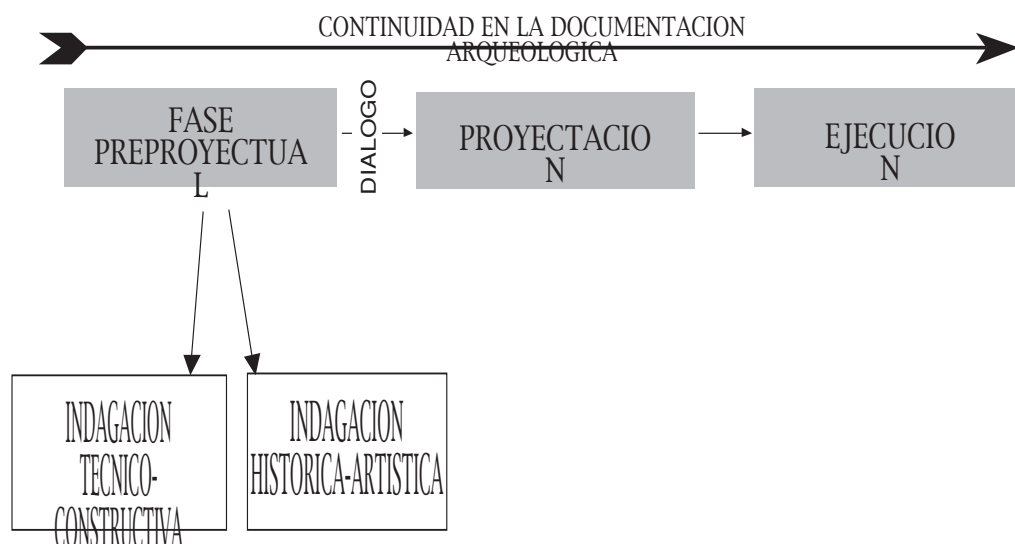 CONTINUIDAD EN LA DOCUMENTACION
ARQUEOLOGICA
FASE
PREPROYECTUA
L
DIALOGO
PROYECTACIO
N
EJECUCIO
N
INDAGACION
TECNICO-
CONSTRUCTIVA
INDAGACION
HISTORICA-ARTISTICA